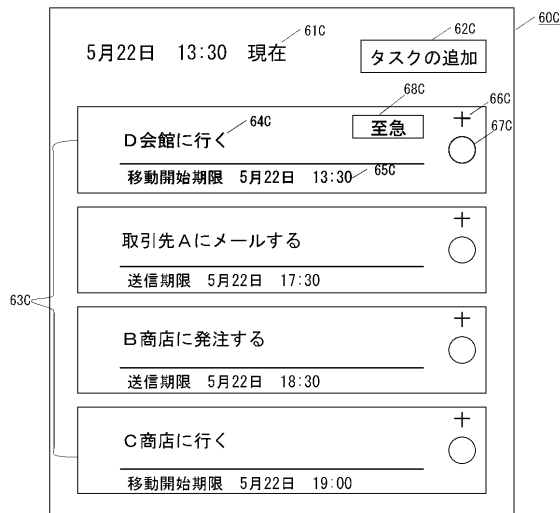 60C
61C
62C
5月22日 13:30 現在
タスクの追加
68C
66C
64C
至急
＋
67C
D会館に行く
移動開始期限 5月22日 13:30
65C
＋
取引先Aにメールする
送信期限 5月22日 17:30
63C
＋
B商店に発注する
送信期限 5月22日 18:30
＋
C商店に行く
移動開始期限 5月22日 19:00